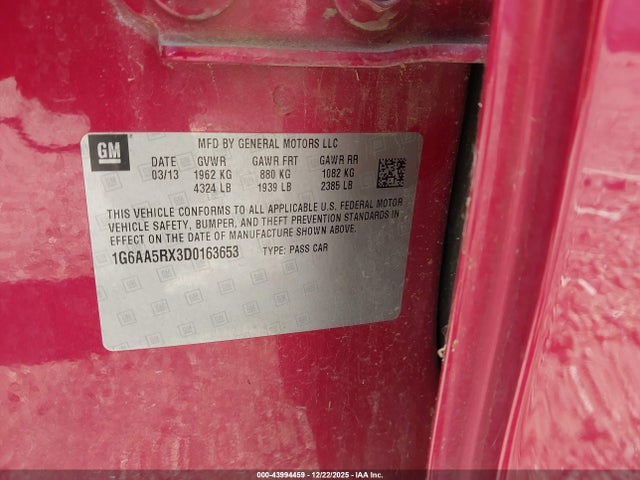 GM
MFD BY GENERAL MOTORS LLC
DATE GVWR GAWR FRT GAWR RR
03/13 1962 KG 880 KG 1082 KG
4324 LB 1939 LB 2385 LB
THIS VEHICLE CONFORMS TO ALL APPLICABLE U.S. FEDERAL MOTOR
VEHICLE SAFETY, BUMPER, AND THEFT PREVENTION STANDARDS IN
EFFECT ON THE DATE OF MANUFACTURE SHOWN ABOVE.
1G6AA5RX3D0163653 TYPE: PASS CAR
000-43994459 - 12/22/2025 - IAA Inc.